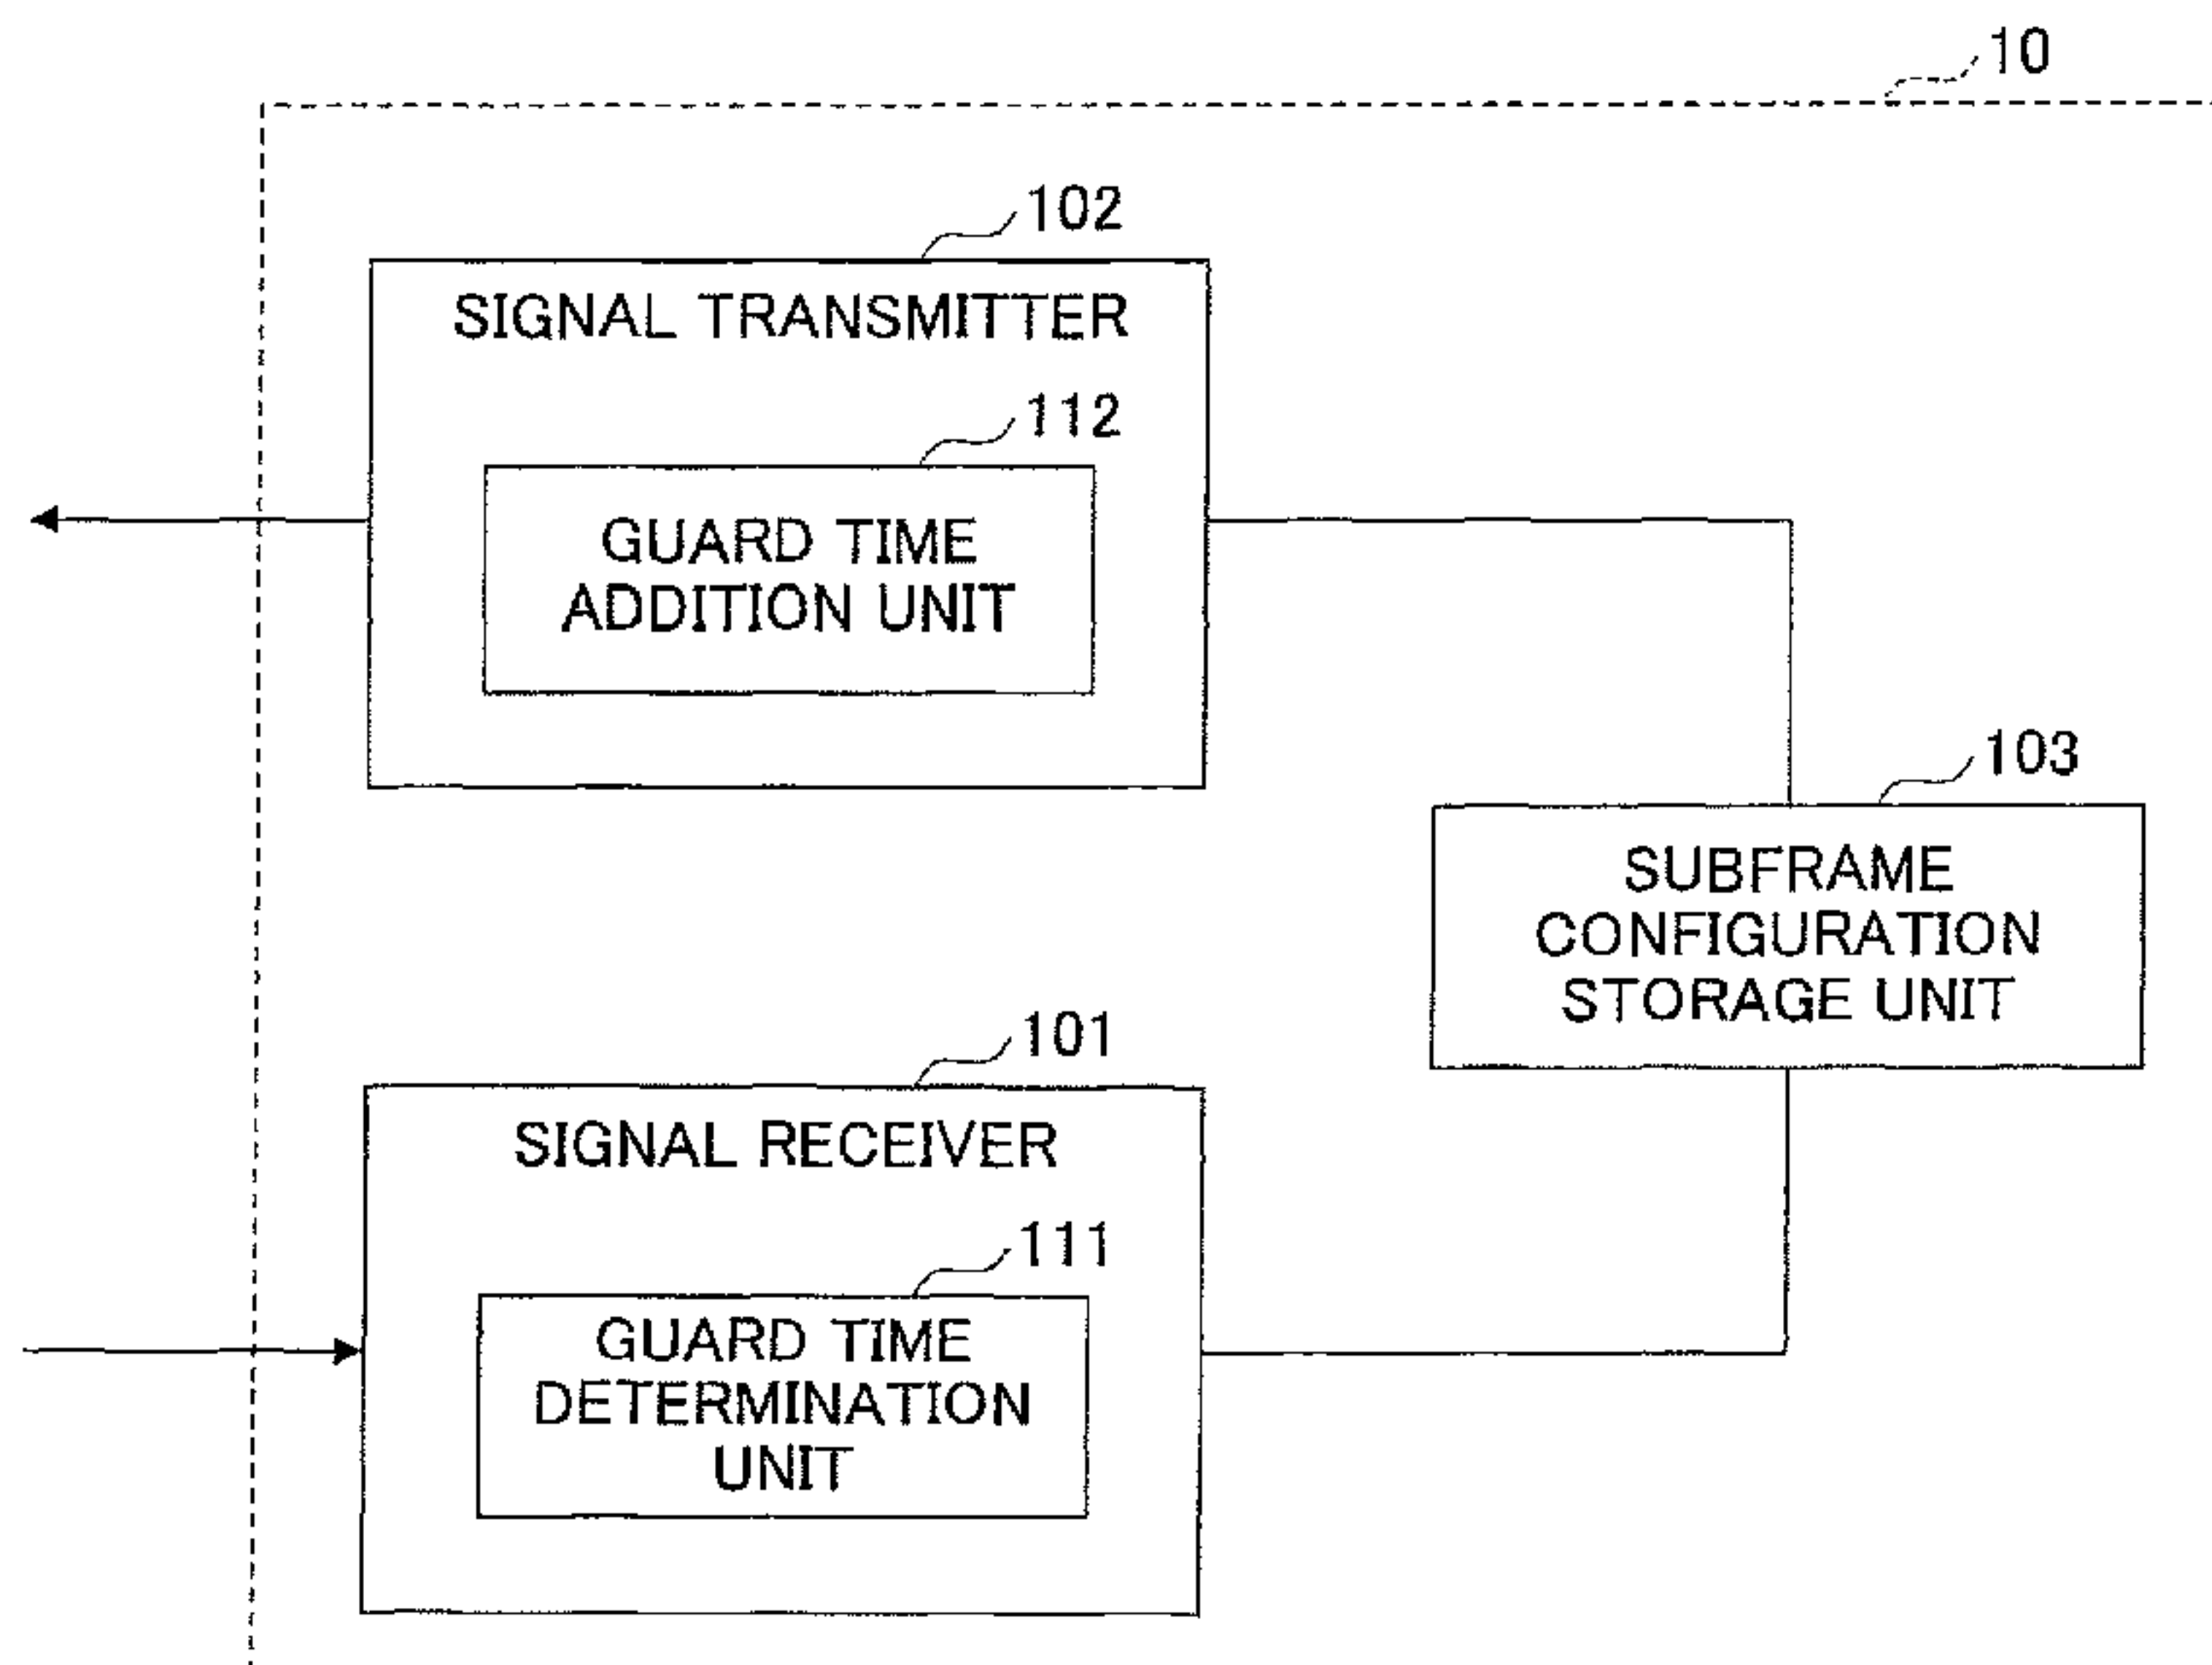 10
102
SIGNAL TRANSMITTER
112
GUARD TIME
ADDITION UNIT
103
SUBFRAME
CONFIGURATION
STORAGE UNIT
101
SIGNAL RECEIVER
111
GUARD TIME
DETERMINATION
UNIT